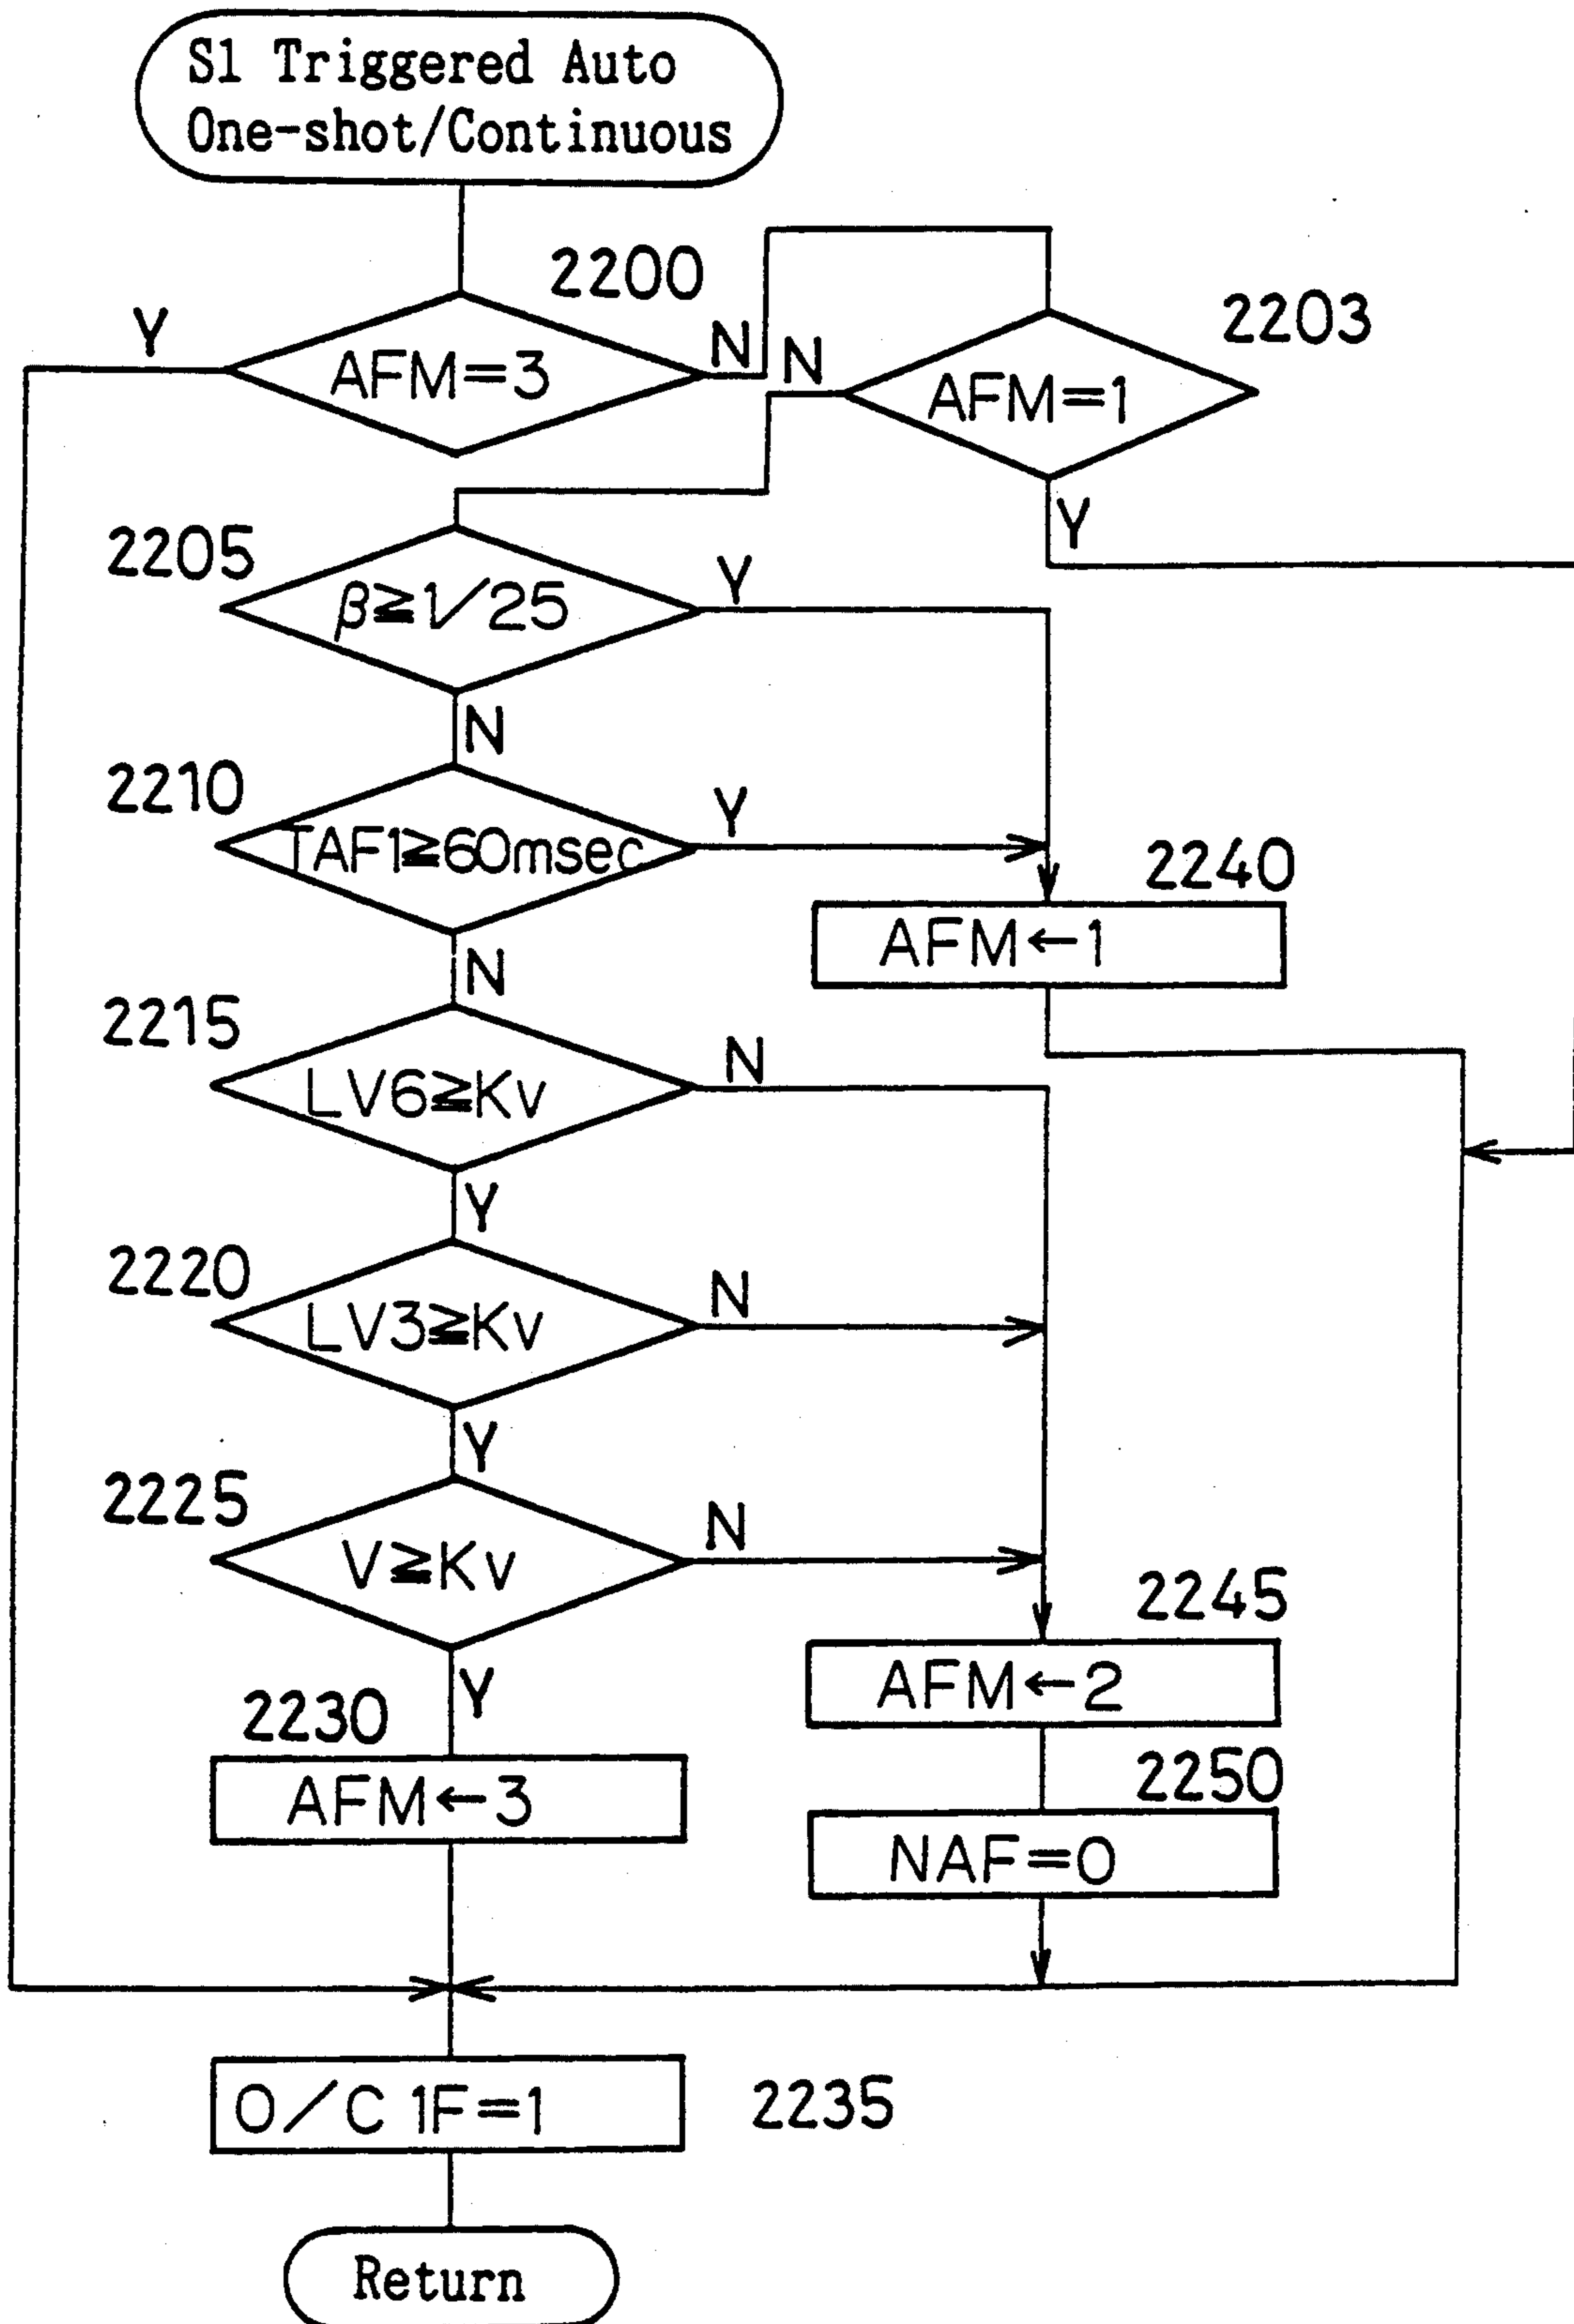 S1 Triggered Auto
One-shot/Continuous
2200
Y
AFM=3
N
N
2203
AFM=1
Y
2205
β≧1/25
Y
N
2210
TAF1≧60msec
Y
N
2240
AFM←1
2215
LV6≧Kv
N
Y
2220
LV3≧Kv
N
Y
2225
V≧Kv
N
Y
2245
AFM←2
2230
AFM←3
2250
NAF=0
O/C 1F=1
2235
Return